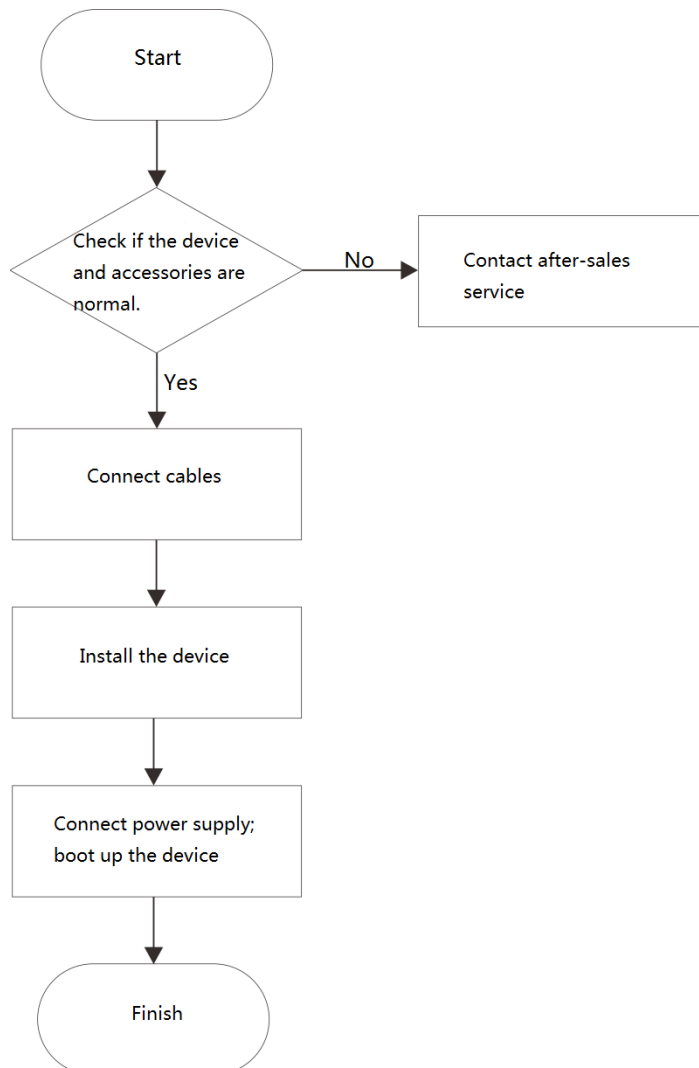 Start
Check if the device
and accessories are
normal.
No
Contact after-sales
service
Yes
Connect cables
Install the device
Connect power supply;
boot up the device
Finish